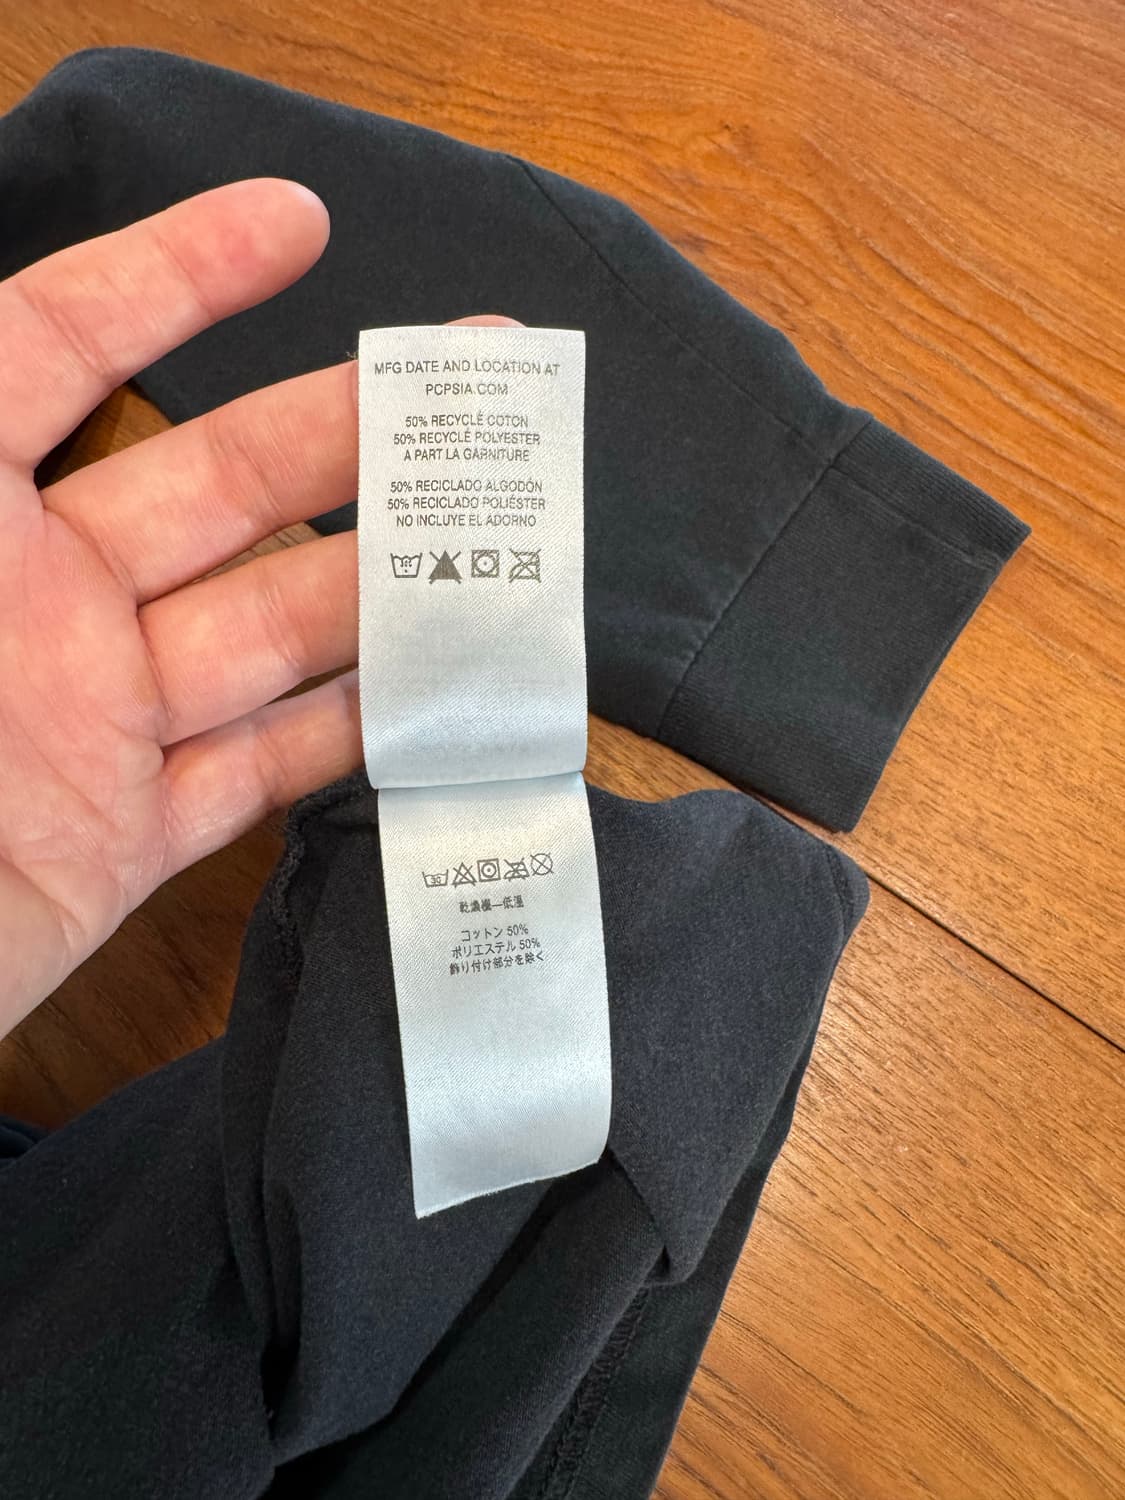 MFG DATE AND LOCATION AT
PCPSIA.COM
50% RECYCLÉ COTON
50% RECYCLÉ POLYESTER
A PART LA GARNITURE
50% RECICLADO ALGODÓN
50% RECICLADO POLIÉSTER
NO INCLUYE EL ADORNO
30
乾燥機—低温
コットン 50%
ポリエステル 50%
飾り付け部分を除く